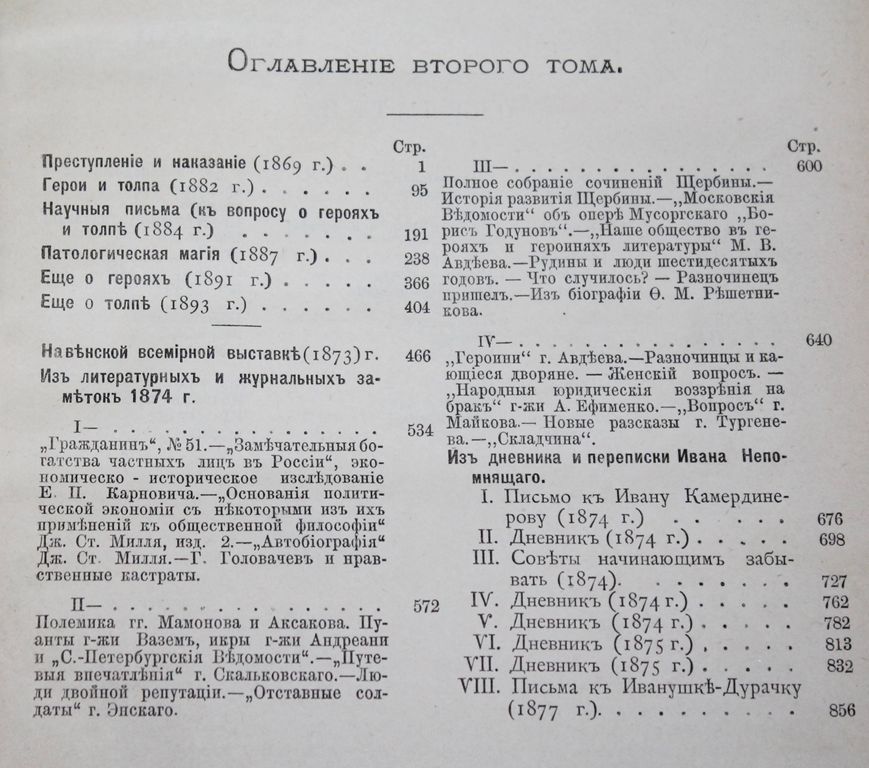 Оглавленіе второго тома.
Стр.
Преступленіе и наказаніе (1869 г.) . . 1
Герои и толпа (1882 г.) . . . . . . 95
Научныя письма (къ вопросу о герояхъ
и толпѣ (1884 г.) . . . . . . . 191
Патологическая магія (1887 г.) . . . 238
Еще о герояхъ (1891 г.) . . . . . . 366
Еще о толпѣ (1893 г.) . . . . . . . 404
На вѣнской всемірной выставкѣ (1873) г. 466
Изъ литературныхъ и журнальныхъ за-
мѣтокъ 1874 г.
I— . . . . . . . . . . . . . . . 534
„Гражданинъ“, № 51.—„Замѣчательныя бо-
гатства частныхъ лицъ въ Россіи“, эко-
номическо - историческое изслѣдованіе
Е. П. Карновича.—„Основанія полити-
ческой экономіи съ нѣкоторыми изъ ихъ
примѣненій къ общественной философіи“
Дж. Ст. Милля, изд. 2.—„Автобіографія“
Дж. Ст. Милля.—Г. Головачевъ и нрав-
ственные кастраты.
II— . . . . . . . . . . . . . . . 572
Полемика гг. Мамонова и Аксакова. Пу-
анты г-жи Ваземъ, икры г-жи Андреани
и „С.-Петербургскія Вѣдомости“.—„Путе-
выя впечатлѣнія“ г. Скальковскаго.—Лю-
ди двойной репутаціи.—„Отставные сол-
даты“ г. Энскаго.
Стр.
III— . . . . . . . . . . . . . . . 600
Полное собраніе сочиненій Щербины.—
Исторія развитія Щербины.—„Московскія
Вѣдомости“ объ оперѣ Мусоргскаго „Бо-
рисъ Годуновъ“.—„Наше общество въ ге-
рояхъ и героиняхъ литературы“ М. В.
Авдѣева.—Рудины и люди шестидесятыхъ
годовъ. — Что случилось? — Разночинецъ
пришелъ.—Изъ біографіи Ѳ. М. Рѣшетни-
кова.
IV— . . . . . . . . . . . . . . . 640
„Героини“ г. Авдѣева.—Разночинцы и ка-
ющіеся дворяне. — Женскій вопросъ. —
„Народныя юридическія воззрѣнія на
бракъ“ г-жи А. Ефименко.—„Вопросъ“ г.
Майкова.— Новые разсказы г. Тургене-
ва.—„Складчина“.
Изъ дневника и переписки Ивана Непо-
мнящаго.
I. Письмо къ Ивану Камердине-
рову (1874 г.) . . . . . 676
II. Дневникъ (1874 г.) . . . . . 698
III. Совѣты начинающимъ забы-
вать (1874). . . . . . . . 727
IV. Дневникъ (1874 г.) . . . . . 762
V. Дневникъ (1874 г.) . . . . . 782
VI. Дневникъ (1875 г.) . . . . . 813
VII. Дневникъ (1875 г.) . . . . . 832
VIII. Письма къ Иванушкѣ-Дурачку
(1877 г.). . . . . . . . . 856